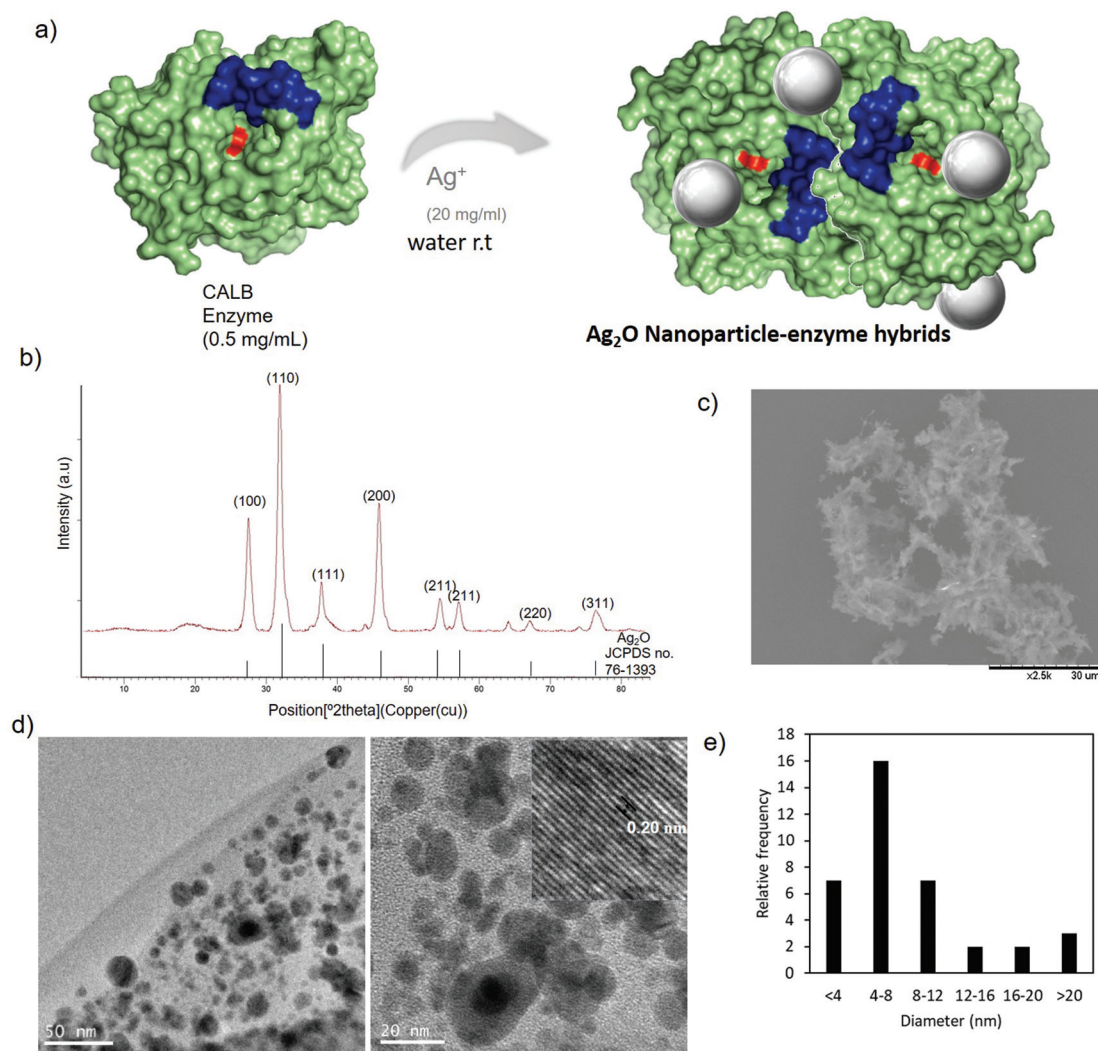 a)
Ag⁺
(20 mg/ml)
water r.t
CALB
Enzyme
(0.5 mg/mL)
Ag₂O Nanoparticle-enzyme hybrids
b)
Intensity (a.u)
(100)
(110)
(111)
(200)
(211)
(211)
(220)
(311)
Ag₂O
JCPDS no.
76-1393
10 20 30 40 50 60 70 80
Position[º2theta](Copper(cu))
c)
x2.5k 30 um
d)
50 nm
0.20 nm
20 nm
e)
Relative frequency
18
16
14
12
10
8
6
4
2
0
<4 4-8 8-12 12-16 16-20 >20
Diameter (nm)